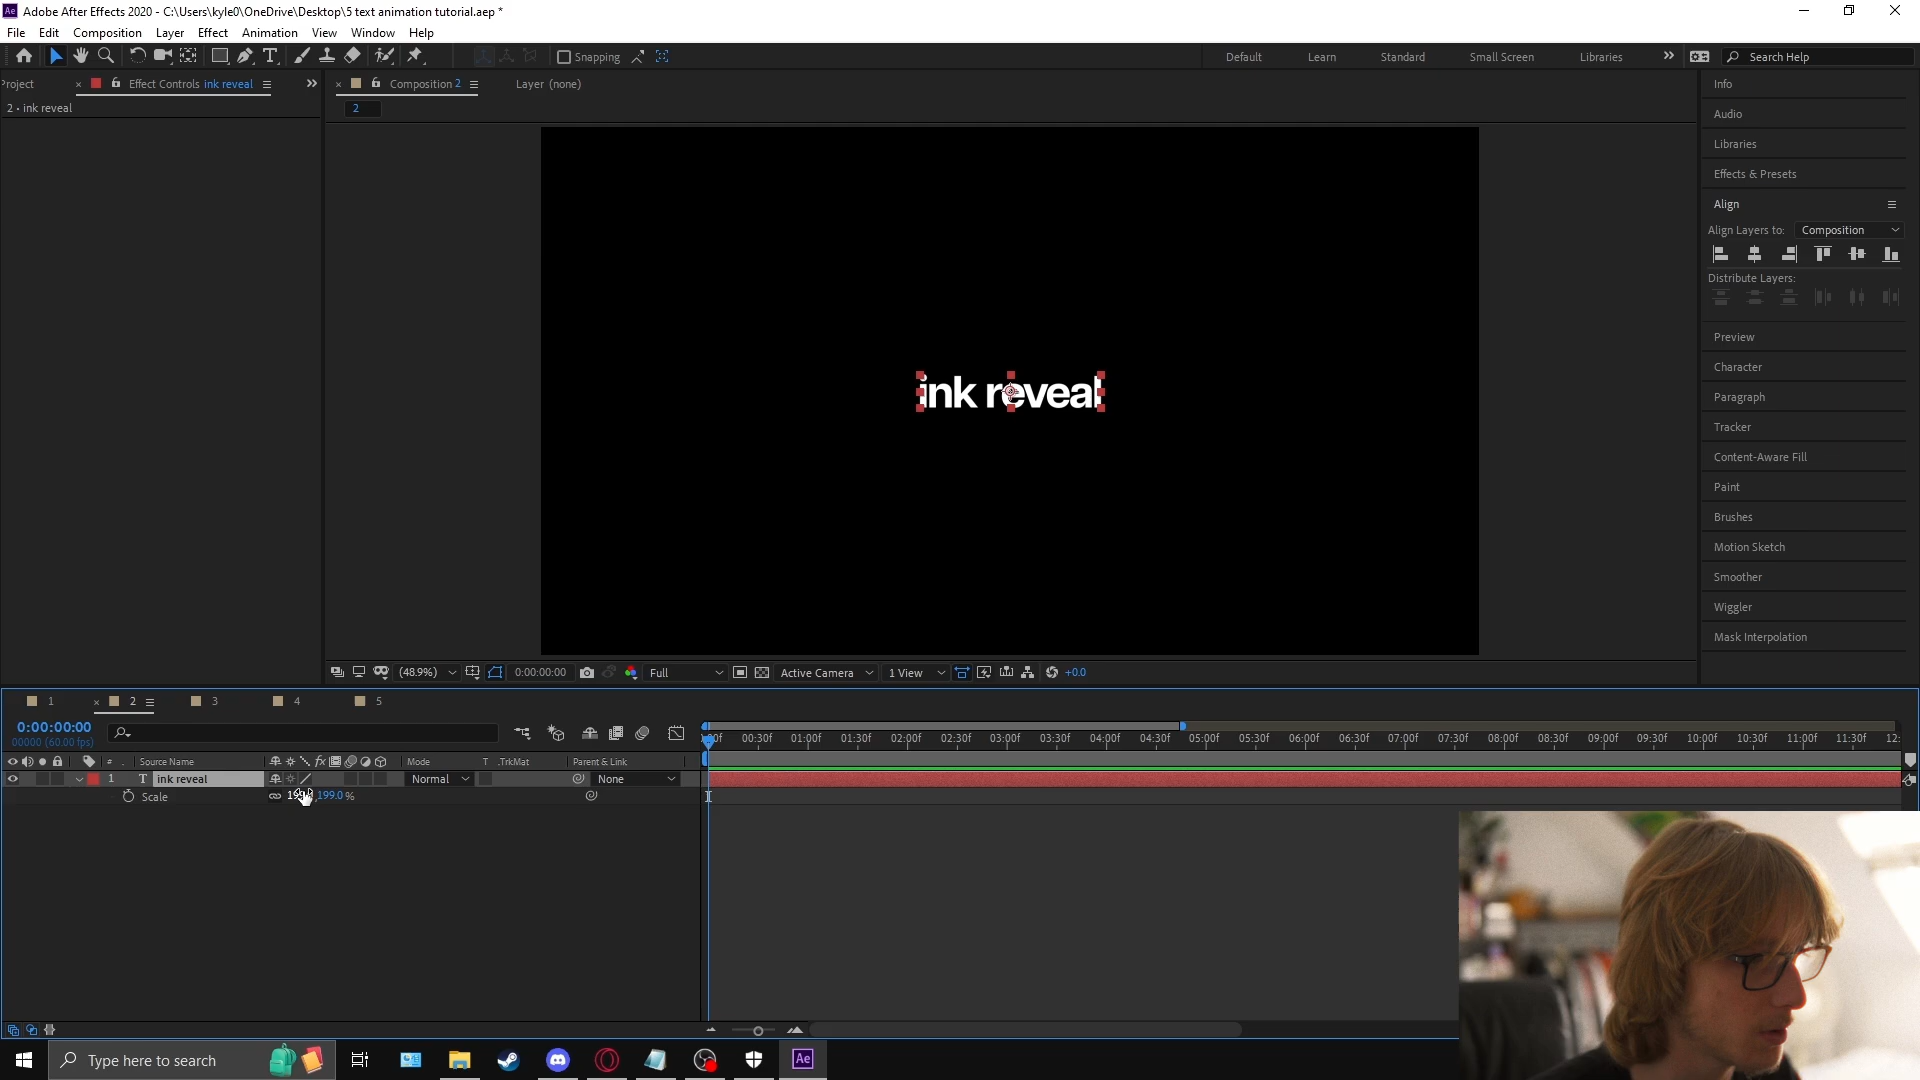 Ae Adobe After Effects 2020 - C:\Users\kyle0\OneDrive\Desktop\5 text animation tutorial.aep *
File Edit Composition Layer Effect Animation View Window Help
Snapping Default Learn Standard Small Screen Libraries Search Help
Project Effect Controls ink reveal Composition 2 Layer (none)
2 • ink reveal
2
Info
Audio
Libraries
Effects & Presets
Align
Align Layers to: Composition
Distribute Layers:
Preview
Character
Paragraph
Tracker
Content-Aware Fill
Paint
Brushes
Motion Sketch
Smoother
Wiggler
Mask Interpolation
ink reveal
(48.9%) 0:00:00:00 Full Active Camera 1 View +0.0
1 2 3 4 5
0:00:00:00
00000 (60.00 fps)
00:30f 01:00f 01:30f 02:00f 02:30f 03:00f 03:30f 04:00f 04:30f 05:00f 05:30f 06:00f 06:30f 07:00f 07:30f 08:00f 08:30f 09:00f 09:30f 10:00f 10:30f 11:00f 11:30f 12:
# . Source Name fx Mode T .TrkMat Parent & Link
1 T ink reveal Normal None
Scale 199.0 %
Type here to search Ae